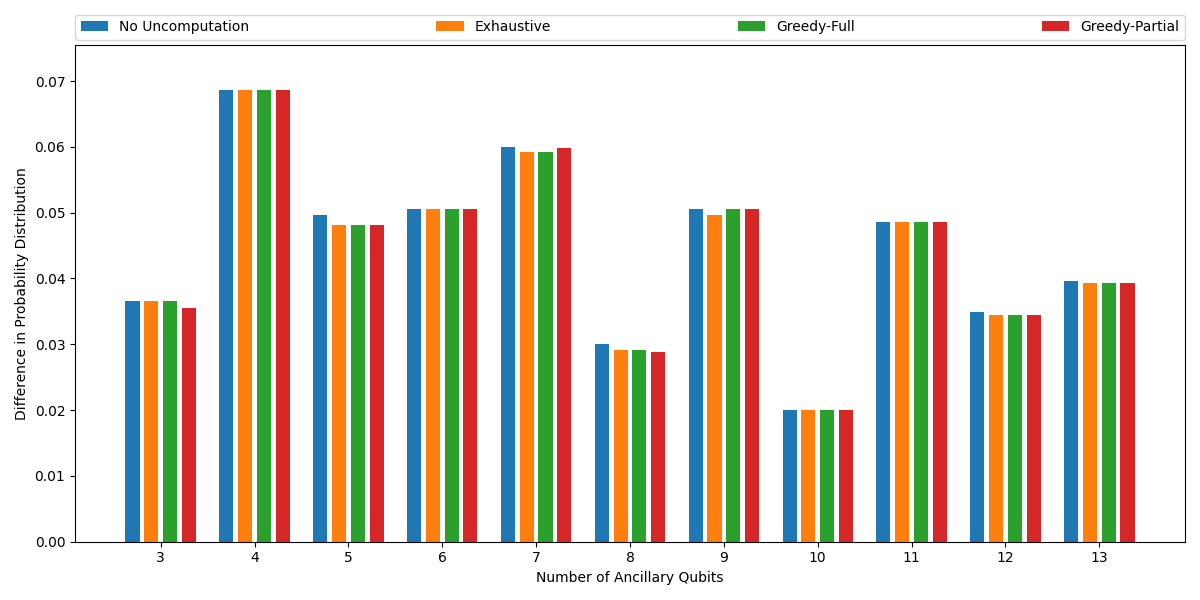 No Uncomputation Exhaustive Greedy-Full Greedy-Partial
Difference in Probability Distribution
0.07
0.06
0.05
0.04
0.03
0.02
0.01
0.00
3 4 5 6 7 8 9 10 11 12 13
Number of Ancillary Qubits